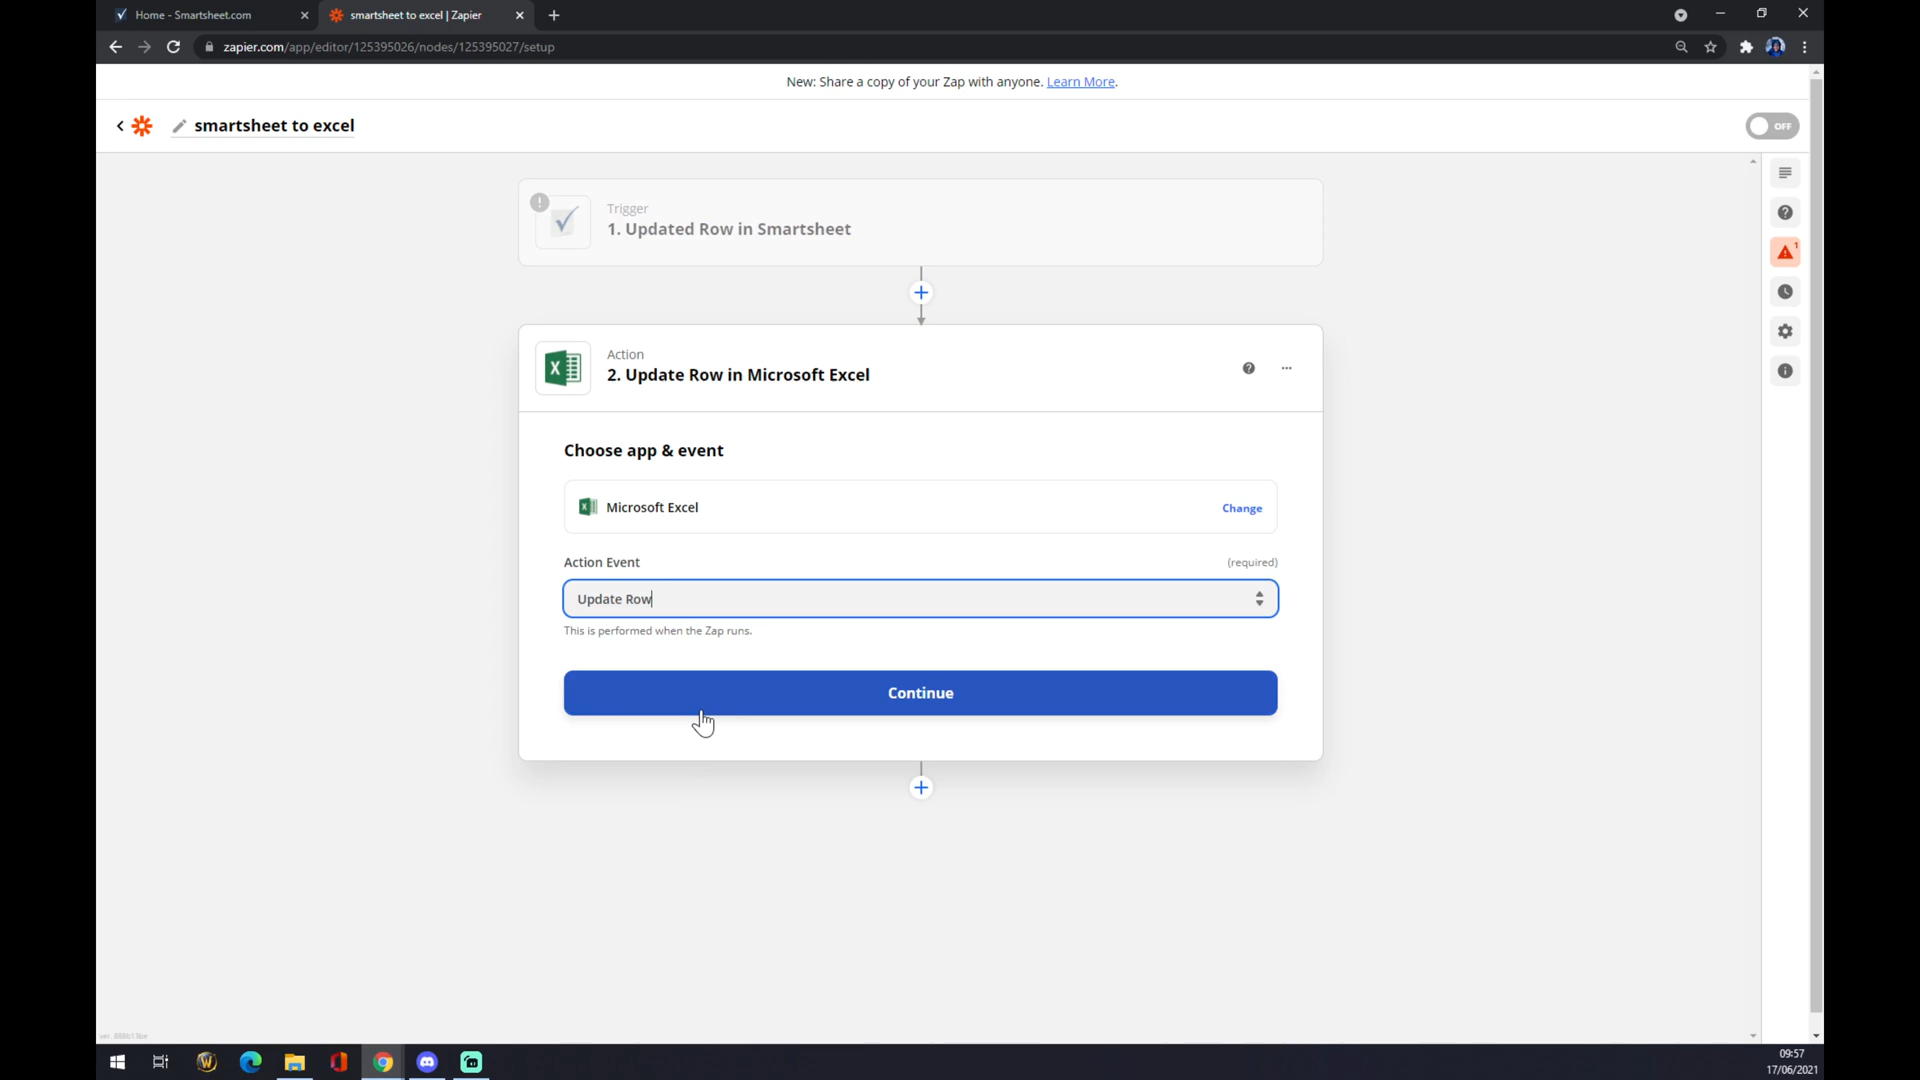 Home - Smartsheet.com
smartsheet to excel | Zapier
zapier.com/app/editor/125395026/nodes/125395027/setup
New: Share a copy of your Zap with anyone. Learn More.
smartsheet to excel
OFF
Trigger
1. Updated Row in Smartsheet
1
Action
2. Update Row in Microsoft Excel
Choose app & event
Microsoft Excel
Change
Action Event
(required)
Update Row
This is performed when the Zap runs.
Continue
09:57
17/06/2021